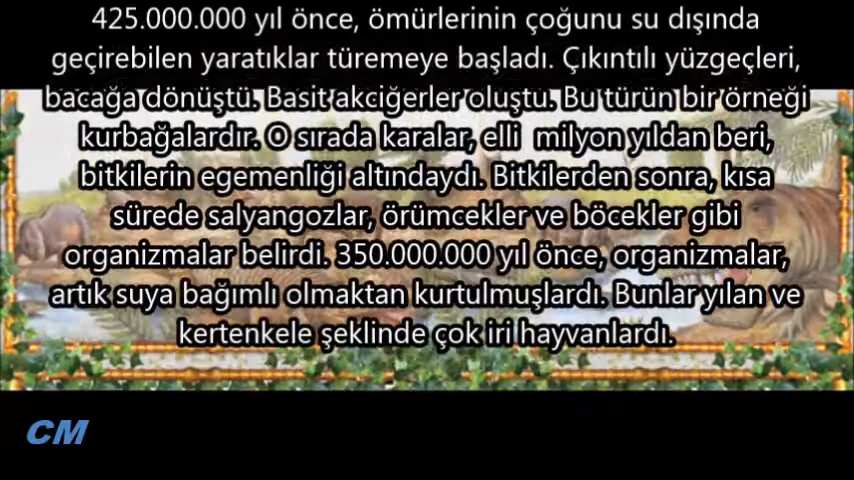 425.000.000 yıl önce, ömürlerinin çoğunu su dışında
geçirebilen yaratıklar türemeye başladı. Çıkıntılı yüzgeçleri,
bacağa dönüştü. Basit akciğerler oluştu. Bu türün bir örneği
kurbağalardır. O sırada karalar, elli  milyon yıldan beri,
bitkilerin egemenliği altındaydı. Bitkilerden sonra, kısa
sürede salyangozlar, örümcekler ve böcekler gibi
organizmalar belirdi. 350.000.000 yıl önce, organizmalar,
artık suya bağımlı olmaktan kurtulmuşlardı. Bunlar yılan ve
kertenkele şeklinde çok iri hayvanlardı.
CM